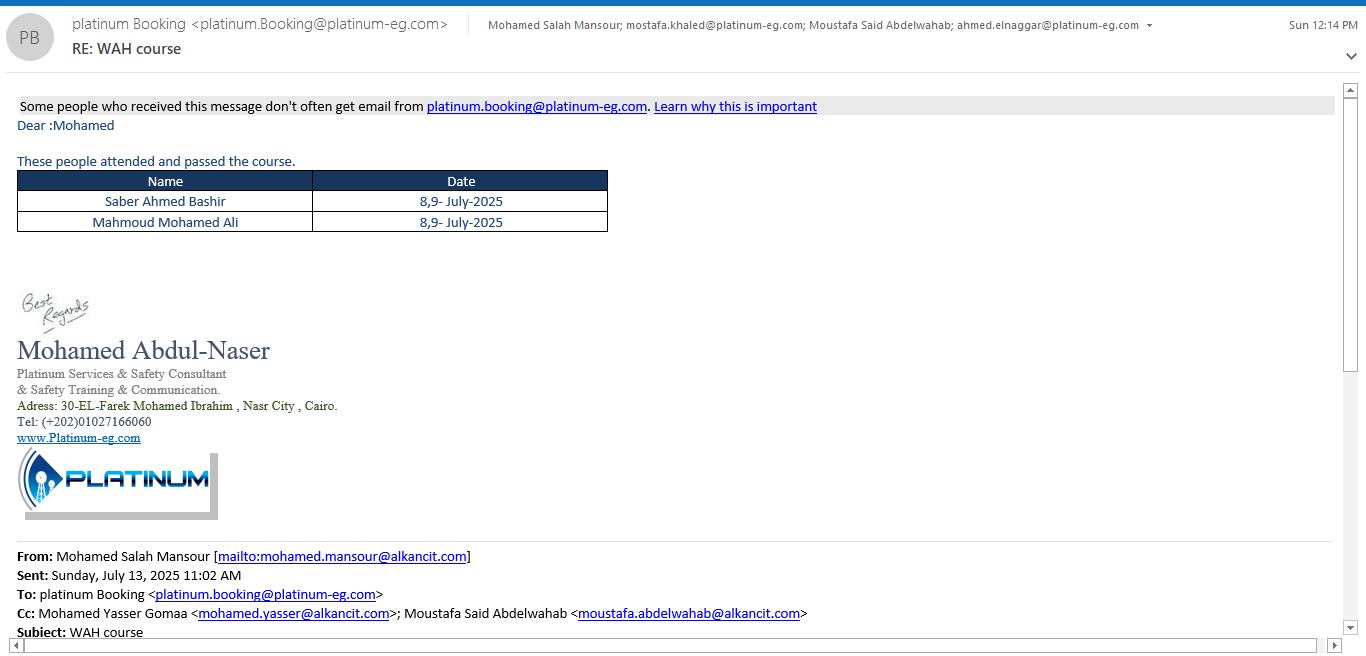 PB
platinum Booking <platinum.Booking@platinum-eg.com>
Mohamed Salah Mansour; mostafa.khaled@platinum-eg.com; Moustafa Said Abdelwahab; ahmed.elnaggar@platinum-eg.com
Sun 12:14 PM
RE: WAH course
Some people who received this message don't often get email from platinum.booking@platinum-eg.com. Learn why this is important
Dear :Mohamed
These people attended and passed the course.
Name Date
Saber Ahmed Bashir 8,9- July-2025
Mahmoud Mohamed Ali 8,9- July-2025
Best
Regards
Mohamed Abdul-Naser
Platinum Services & Safety Consultant
& Safety Training & Communication.
Adress: 30-EL-Farek Mohamed Ibrahim , Nasr City , Cairo.
Tel: (+202)01027166060
www.Platinum-eg.com
PLATINUM
From: Mohamed Salah Mansour [mailto:mohamed.mansour@alkancit.com]
Sent: Sunday, July 13, 2025 11:02 AM
To: platinum Booking <platinum.booking@platinum-eg.com>
Cc: Mohamed Yasser Gomaa <mohamed.yasser@alkancit.com>; Moustafa Said Abdelwahab <moustafa.abdelwahab@alkancit.com>
Subject: WAH course